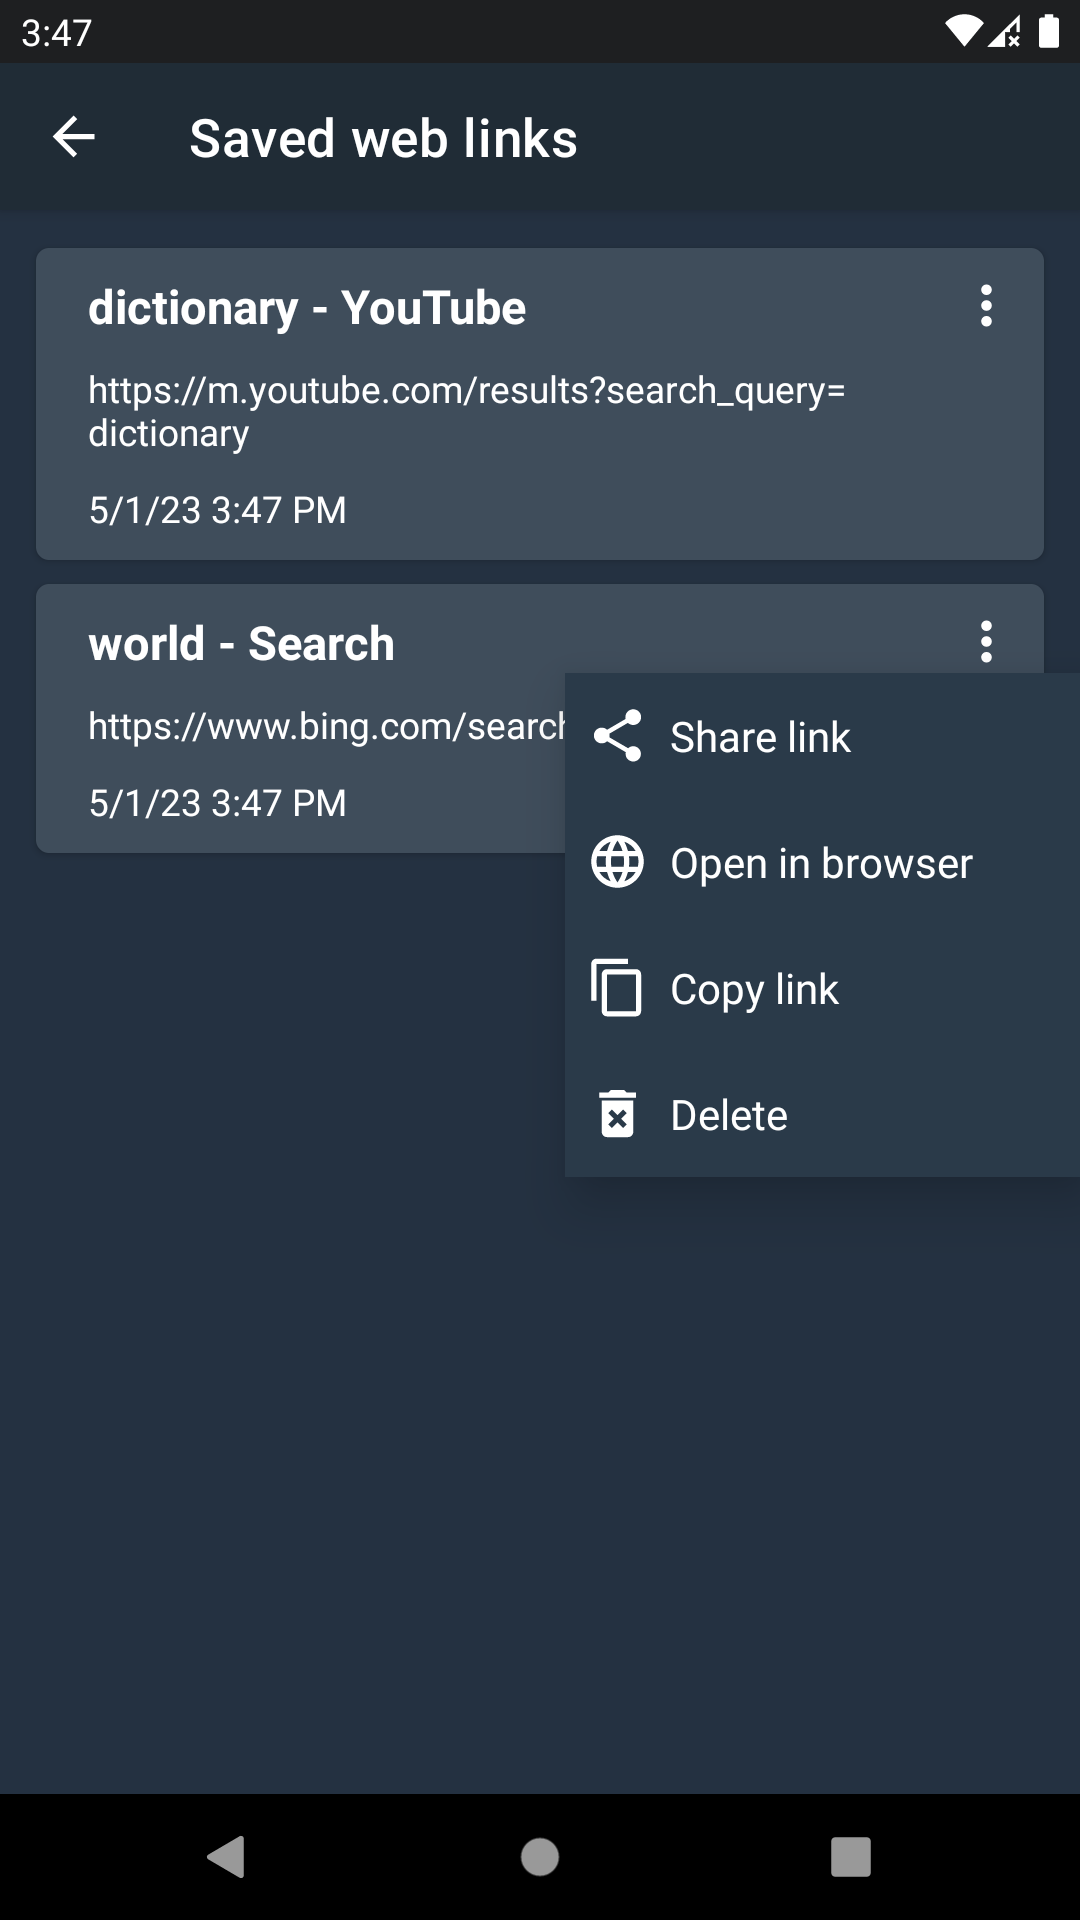 3:47
Saved web links
dictionary - YouTube
https://m.youtube.com/results?search_query=
dictionary
5/1/23 3:47 PM
world - Search
https://www.bing.com/search
5/1/23 3:47 PM
Share link
Open in browser
Copy link
Delete